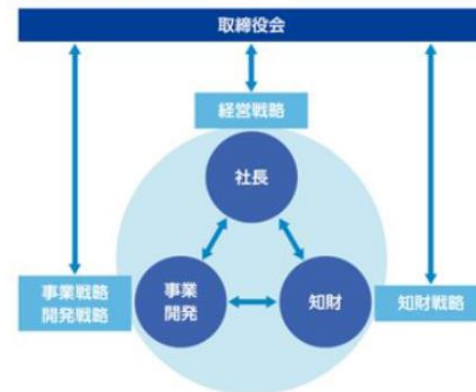 取締役会
経営戦略
社長
事業戦略
開発戦略
事業
開発
知財
知財戦略